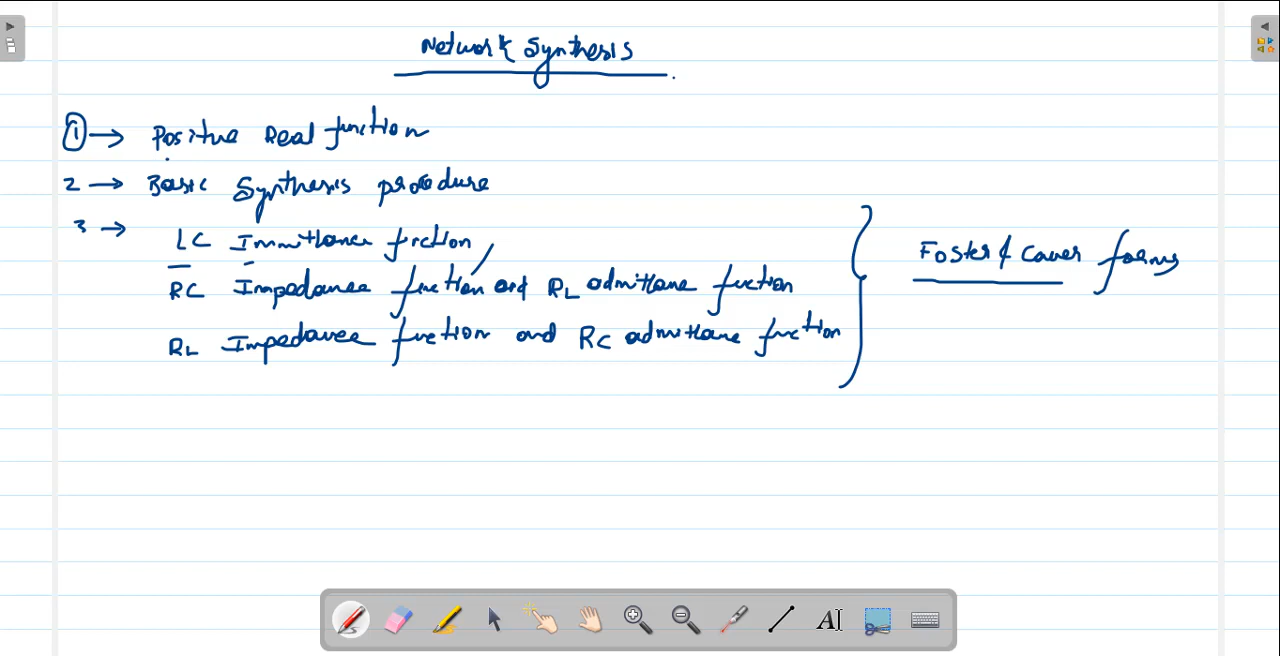 Network Synthesis
① → Positive Real function
2 → Basic Synthesis procedure
3 → LC Immittance function
RC Impedance function and RL admittance function
RL Impedance function and RC admittance function
Foster & Cauer forms
AI